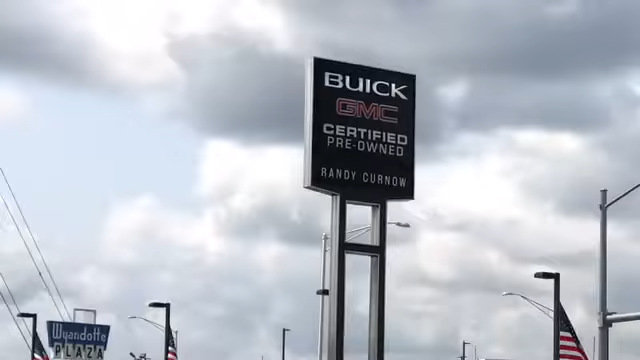 BUICK
GMC
CERTIFIED
PRE-OWNED
RANDY CURNOW
Wyandotte
PLAZA